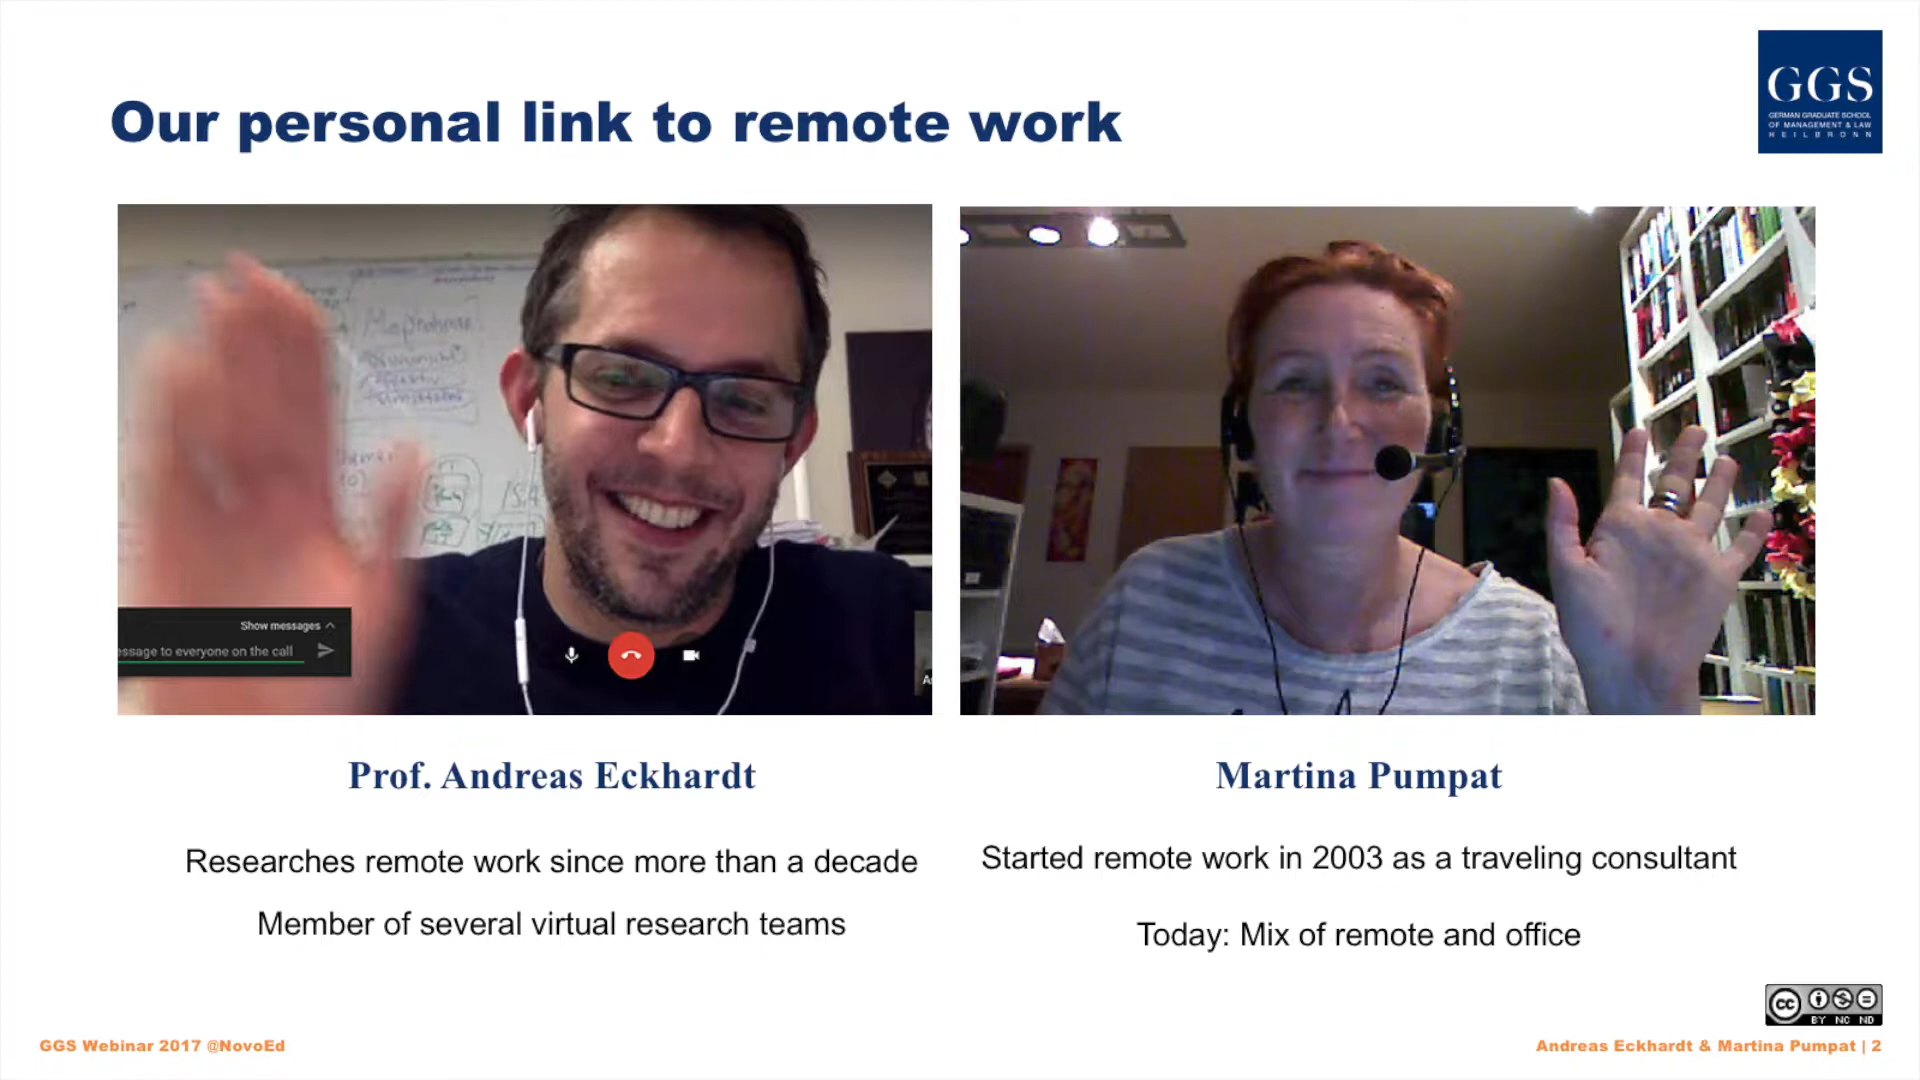 Our personal link to remote work
GGS
GERMAN GRADUATE SCHOOL
OF MANAGEMENT & LAW
HEILBRONN
Maßnahmen
Show messages
essage to everyone on the call
Prof. Andreas Eckhardt
Martina Pumpat
Researches remote work since more than a decade
Member of several virtual research teams
Started remote work in 2003 as a traveling consultant
Today: Mix of remote and office
cc
BY NC ND
GGS Webinar 2017 @NovoEd
Andreas Eckhardt & Martina Pumpat | 2